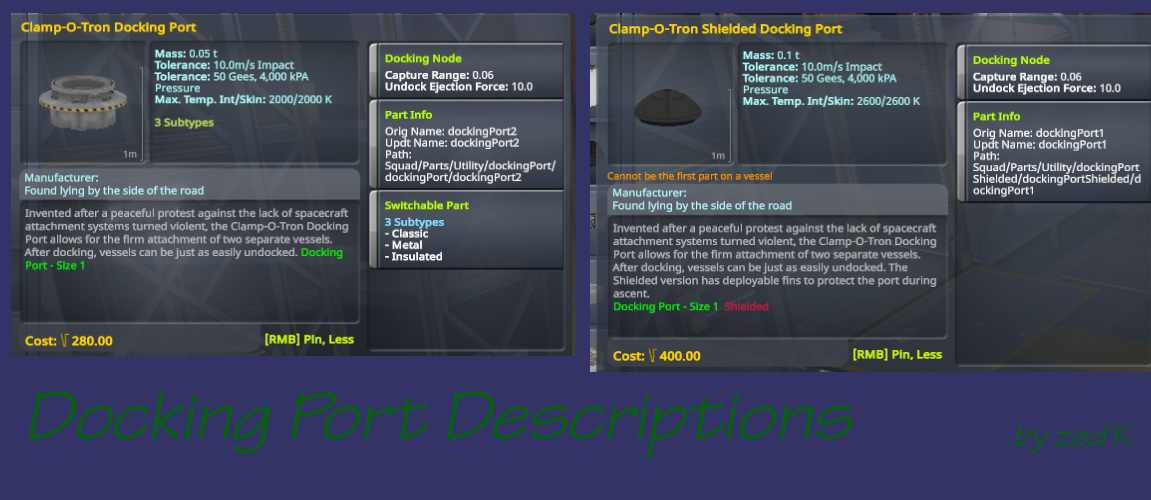 Clamp-O-Tron Docking Port
Mass: 0.05 t
Tolerance: 10.0m/s Impact
Tolerance: 50 Gees, 4,000 kPA
Pressure
Max. Temp. Int/Skin: 2000/2000 K
3 Subtypes
1m
Manufacturer:
Found lying by the side of the road
Invented after a peaceful protest against the lack of spacecraft
attachment systems turned violent, the Clamp-O-Tron Docking
Port allows for the firm attachment of two separate vessels.
After docking, vessels can be just as easily undocked. Docking
Port - Size 1
Cost: 280.00
[RMB] Pin, Less
Docking Node
Capture Range: 0.06
Undock Ejection Force: 10.0
Part Info
Orig Name: dockingPort2
Updt Name: dockingPort2
Path:
Squad/Parts/Utility/dockingPort/
dockingPort/dockingPort2
Switchable Part
3 Subtypes
- Classic
- Metal
- Insulated
Clamp-O-Tron Shielded Docking Port
Mass: 0.1 t
Tolerance: 10.0m/s Impact
Tolerance: 50 Gees, 4,000 kPA
Pressure
Max. Temp. Int/Skin: 2600/2600 K
1m
Cannot be the first part on a vessel
Manufacturer:
Found lying by the side of the road
Invented after a peaceful protest against the lack of spacecraft
attachment systems turned violent, the Clamp-O-Tron Docking
Port allows for the firm attachment of two separate vessels.
After docking, vessels can be just as easily undocked. The
Shielded version has deployable fins to protect the port during
ascent.
Docking Port - Size 1 Shielded
Cost: 400.00
[RMB] Pin, Less
Docking Node
Capture Range: 0.06
Undock Ejection Force: 10.0
Part Info
Orig Name: dockingPort1
Updt Name: dockingPort1
Path:
Squad/Parts/Utility/dockingPort
Shielded/dockingPortShielded/d
ockingPort1
Docking Port Descriptions
by zed'K